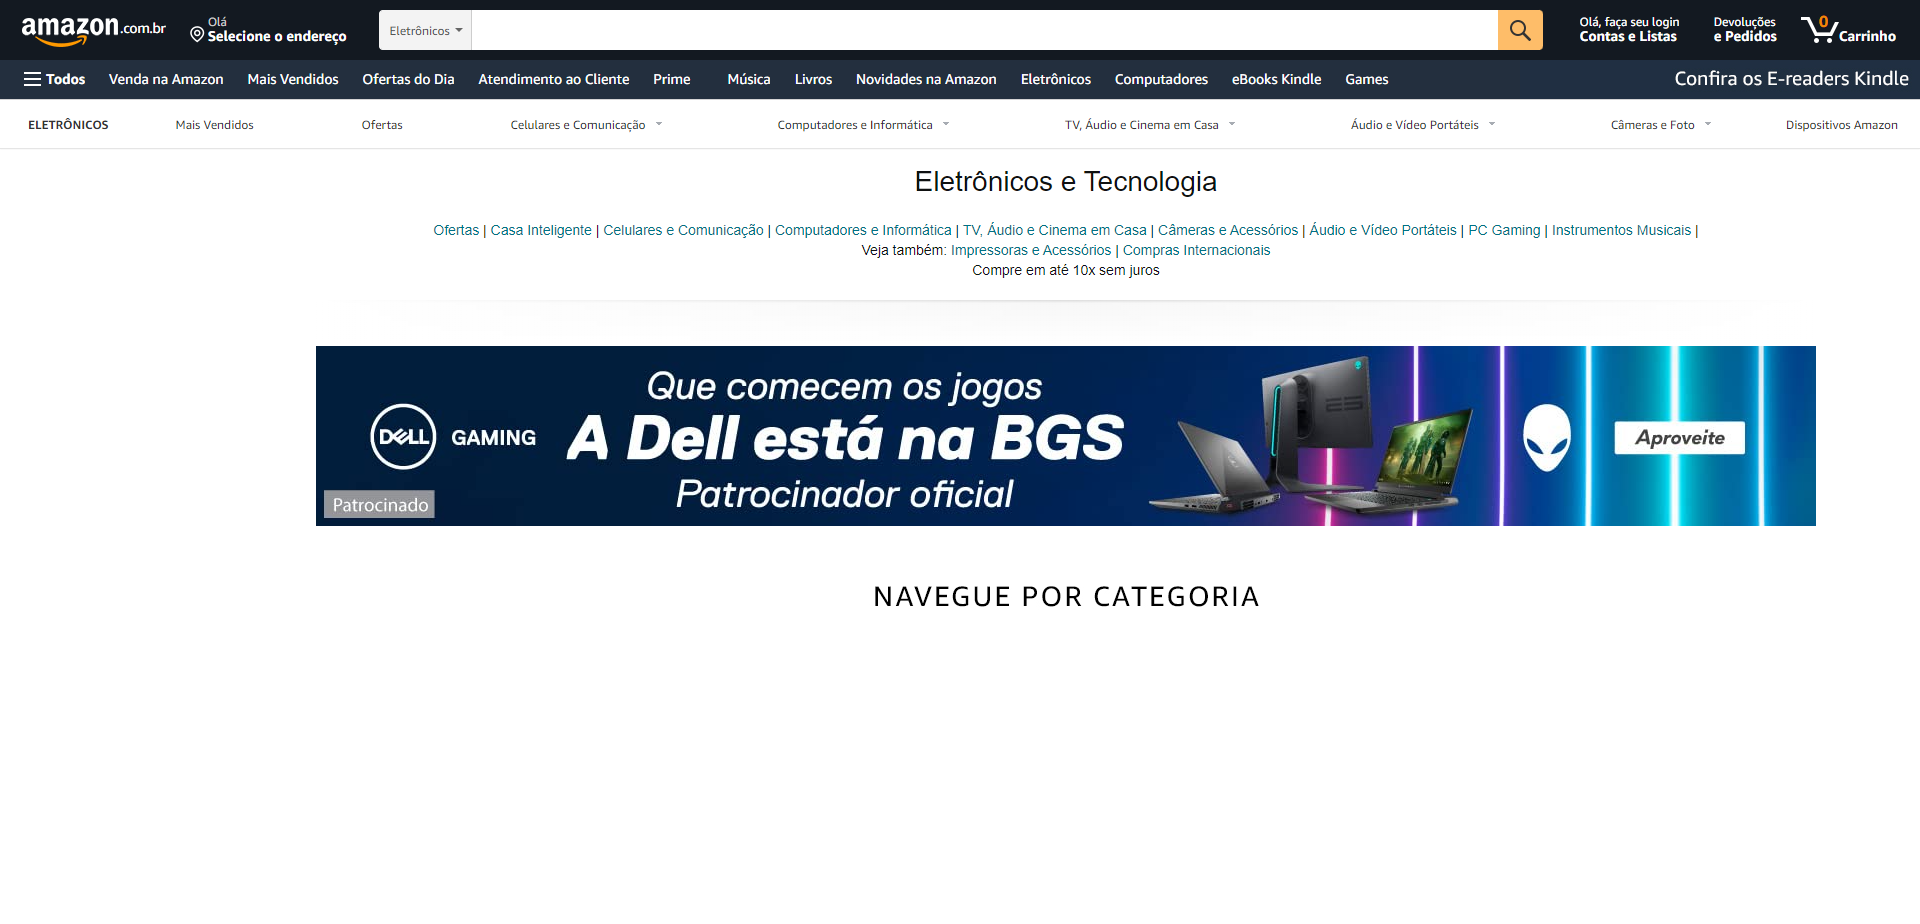 amazon.com.br
Olá
Selecione o endereço
Eletrônicos
Olá, faça seu login
Contas e Listas
Devoluções
e Pedidos
0
Carrinho
Todos
Venda na Amazon
Mais Vendidos
Ofertas do Dia
Atendimento ao Cliente
Prime
Música
Livros
Novidades na Amazon
Eletrônicos
Computadores
eBooks Kindle
Games
Confira os E-readers Kindle
ELETRÔNICOS
Mais Vendidos
Ofertas
Celulares e Comunicação
Computadores e Informática
TV, Áudio e Cinema em Casa
Áudio e Vídeo Portáteis
Câmeras e Foto
Dispositivos Amazon
Eletrônicos e Tecnologia
Ofertas | Casa Inteligente | Celulares e Comunicação | Computadores e Informática | TV, Áudio e Cinema em Casa | Câmeras e Acessórios | Áudio e Vídeo Portáteis | PC Gaming | Instrumentos Musicais |
Veja também: Impressoras e Acessórios | Compras Internacionais
Compre em até 10x sem juros
DELL GAMING
Que comecem os jogos
A Dell está na BGS
Patrocinador oficial
Aproveite
Patrocinado
NAVEGUE POR CATEGORIA